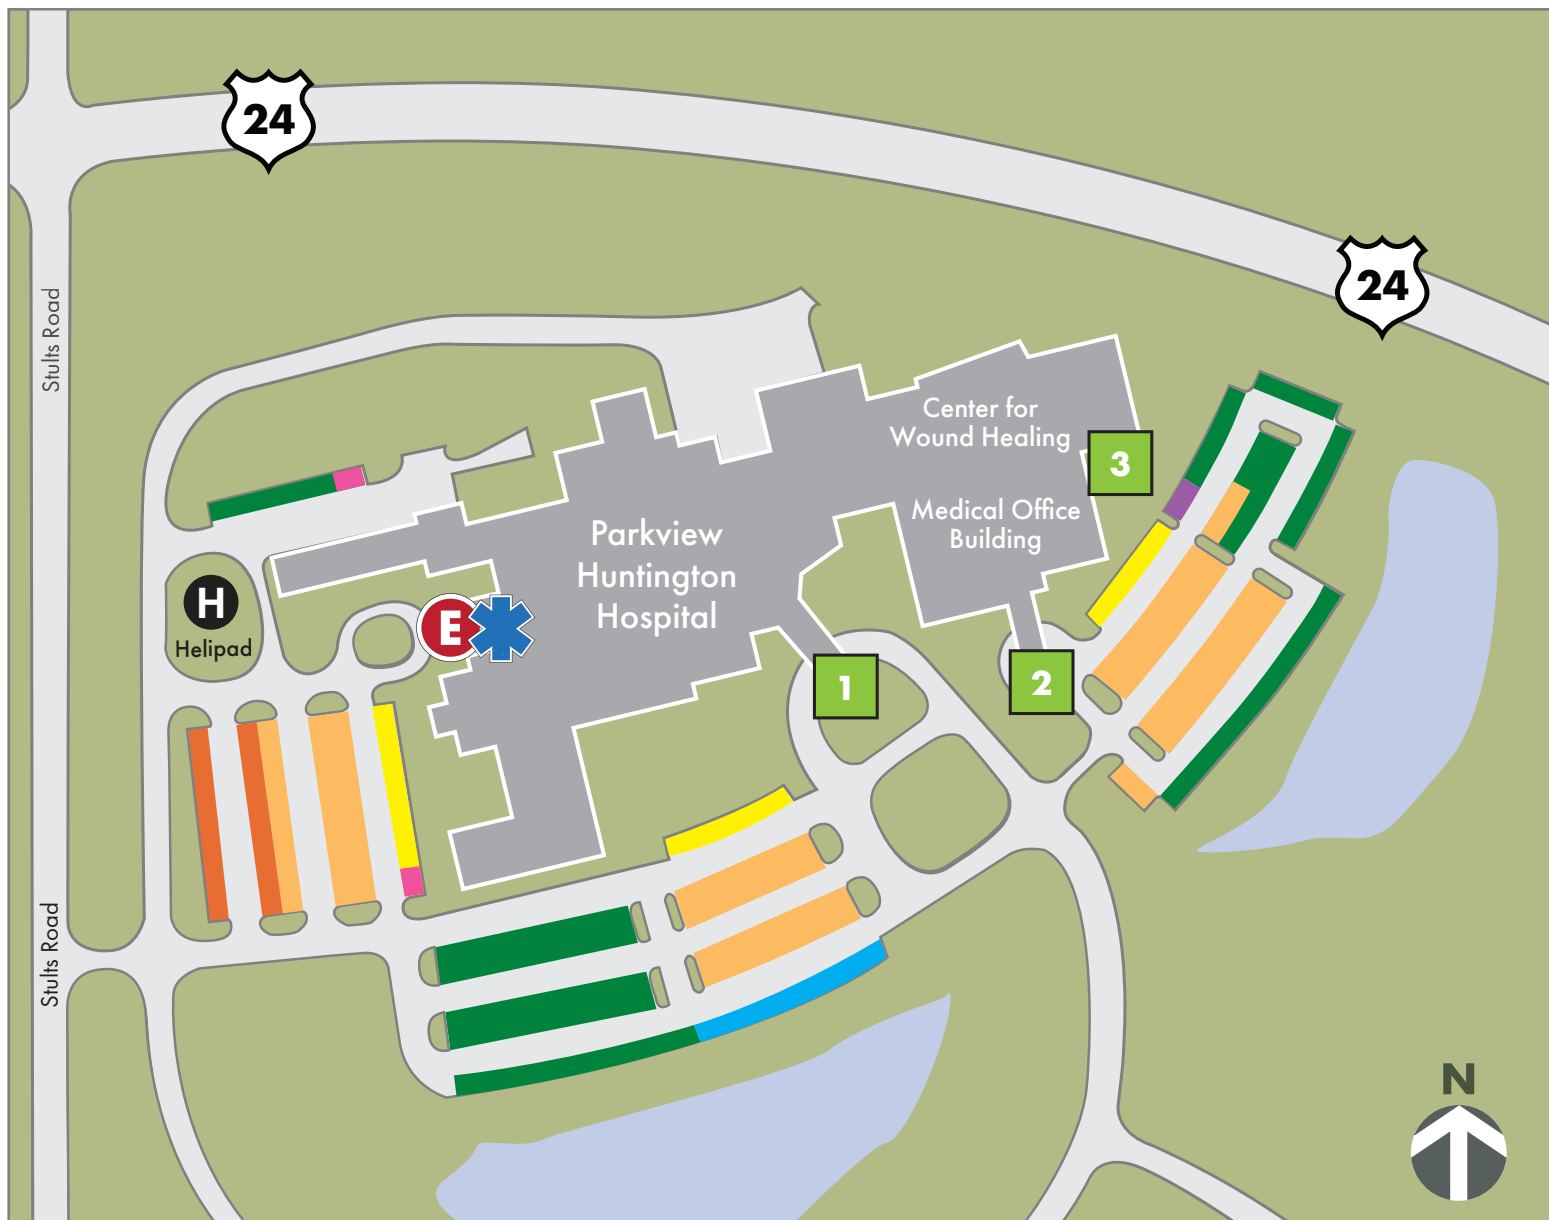 24
24
Stults Road
Center for
Wound Healing
3
Medical Office
Building
Parkview
Huntington
Hospital
H
Helipad
E
1
2
Stults Road
N